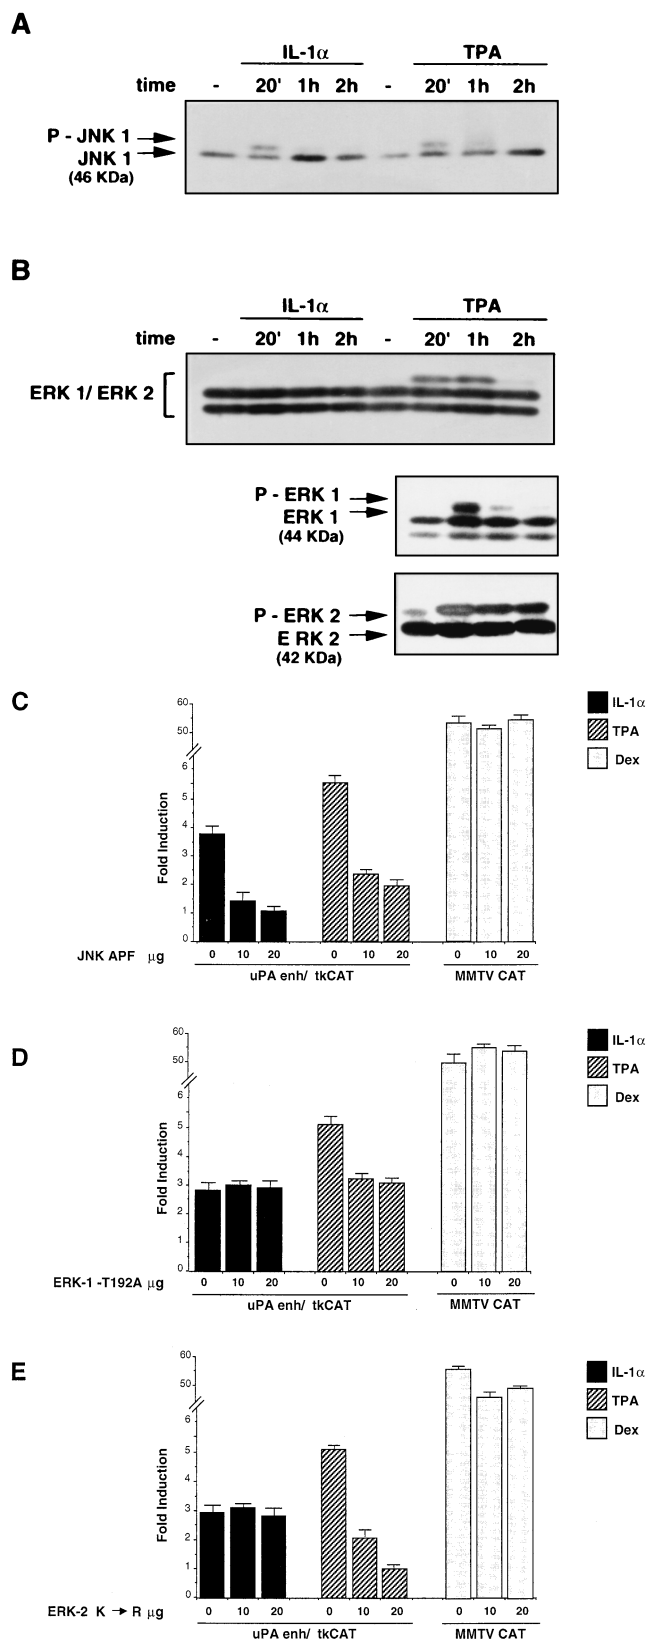 A
IL-1α TPA
time - 20' 1h 2h - 20' 1h 2h
P - JNK 1
JNK 1
(46 KDa)
B
IL-1α TPA
time - 20' 1h 2h - 20' 1h 2h
ERK 1/ ERK 2
P - ERK 1
ERK 1
(44 KDa)
P - ERK 2
E RK 2
(42 KDa)
C
IL-1α
TPA
Dex
Fold Induction
60
50
6
5
4
3
2
1
0
JNK APF μg 0 10 20 0 10 20 0 10 20
uPA enh/ tkCAT MMTV CAT
D
IL-1α
TPA
Dex
Fold Induction
60
50
6
5
4
3
2
1
0
ERK-1 -T192A μg 0 10 20 0 10 20 0 10 20
uPA enh/ tkCAT MMTV CAT
E
IL-1α
TPA
Dex
Fold Induction
60
50
6
5
4
3
2
1
0
ERK-2 K → R μg 0 10 20 0 10 20 0 10 20
uPA enh/ tkCAT MMTV CAT